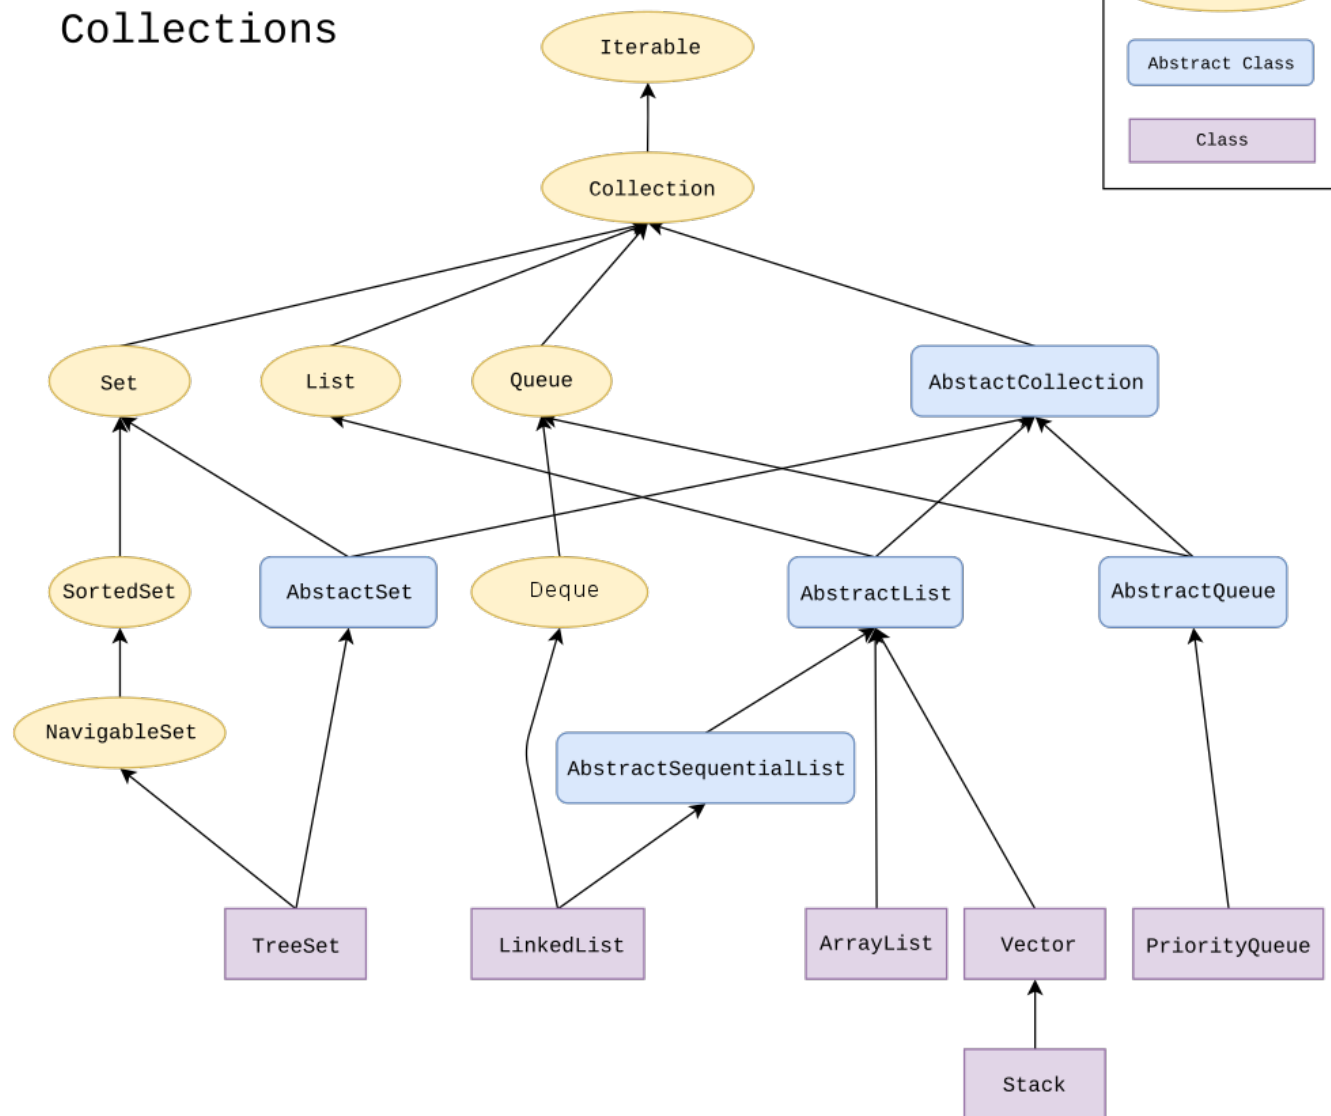 Collections
Iterable
Abstract Class
Class
Collection
Set
List
Queue
AbstactCollection
SortedSet
AbstactSet
Deque
AbstractList
AbstractQueue
NavigableSet
AbstractSequentialList
TreeSet
LinkedList
ArrayList
Vector
PriorityQueue
Stack